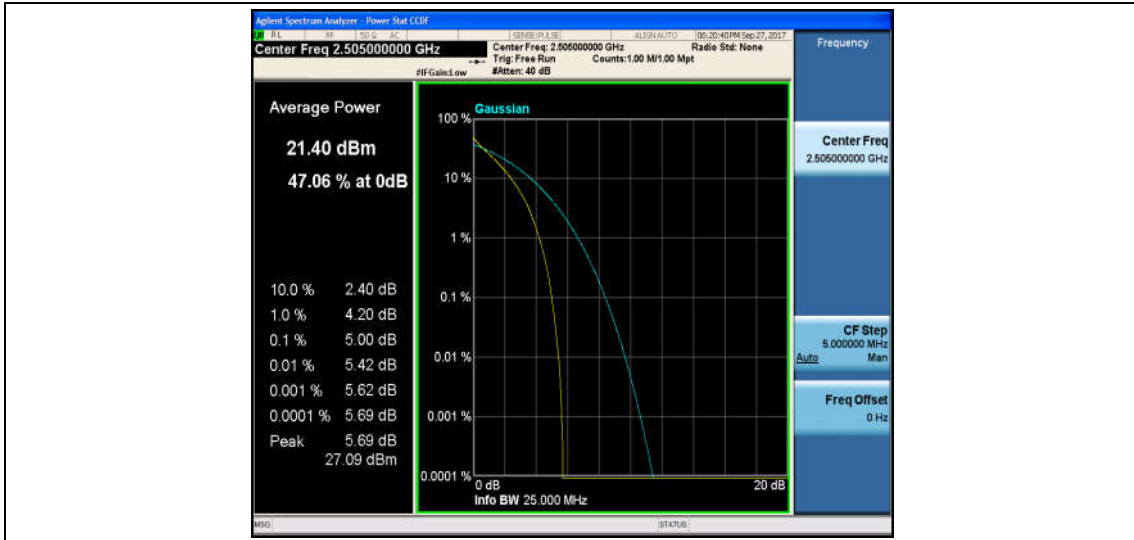 Agilent Spectrum Analyzer - Power Stat CCDF
RL RF 50 Ω AC SENSE:PULSE ALIGN AUTO 06:20:40 PM Sep 27, 2017
Center Freq 2.505000000 GHz
Center Freq: 2.505000000 GHz
Radio Std: None
Trig: Free Run
Counts:1.00 M/1.00 Mpt
#IFGain:Low
#Atten: 40 dB
Frequency
Average Power
21.40 dBm
47.06 % at 0dB
10.0 % 2.40 dB
1.0 % 4.20 dB
0.1 % 5.00 dB
0.01 % 5.42 dB
0.001 % 5.62 dB
0.0001 % 5.69 dB
Peak 5.69 dB
27.09 dBm
Gaussian
100 %
10 %
1 %
0.1 %
0.01 %
0.001 %
0.0001 %
0 dB
20 dB
Info BW 25.000 MHz
Center Freq
2.505000000 GHz
CF Step
5.000000 MHz
Auto Man
Freq Offset
0 Hz
MSG
STATUS